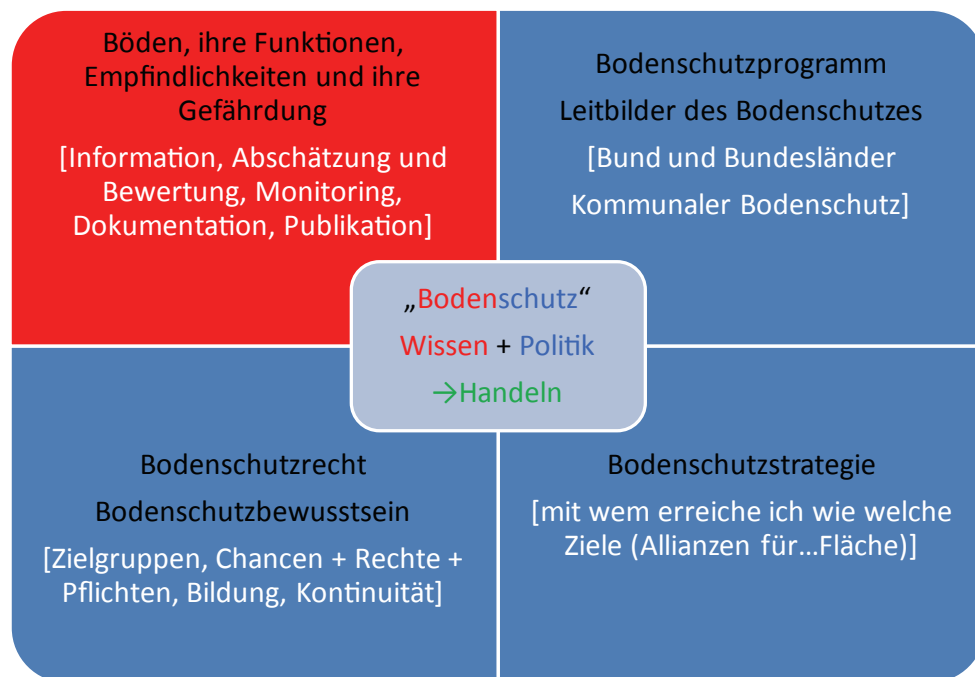 Böden, ihre Funktionen,
Empfindlichkeiten und ihre
Gefährdung
[Information, Abschätzung und
Bewertung, Monitoring,
Dokumentation, Publikation]
Bodenschutzprogramm
Leitbilder des Bodenschutzes
[Bund und Bundesländer
Kommunaler Bodenschutz]
„Bodenschutz“
Wissen + Politik
→Handeln
Bodenschutzrecht
Bodenschutzbewusstsein
[Zielgruppen, Chancen + Rechte +
Pflichten, Bildung, Kontinuität]
Bodenschutzstrategie
[mit wem erreiche ich wie welche
Ziele (Allianzen für...Fläche)]